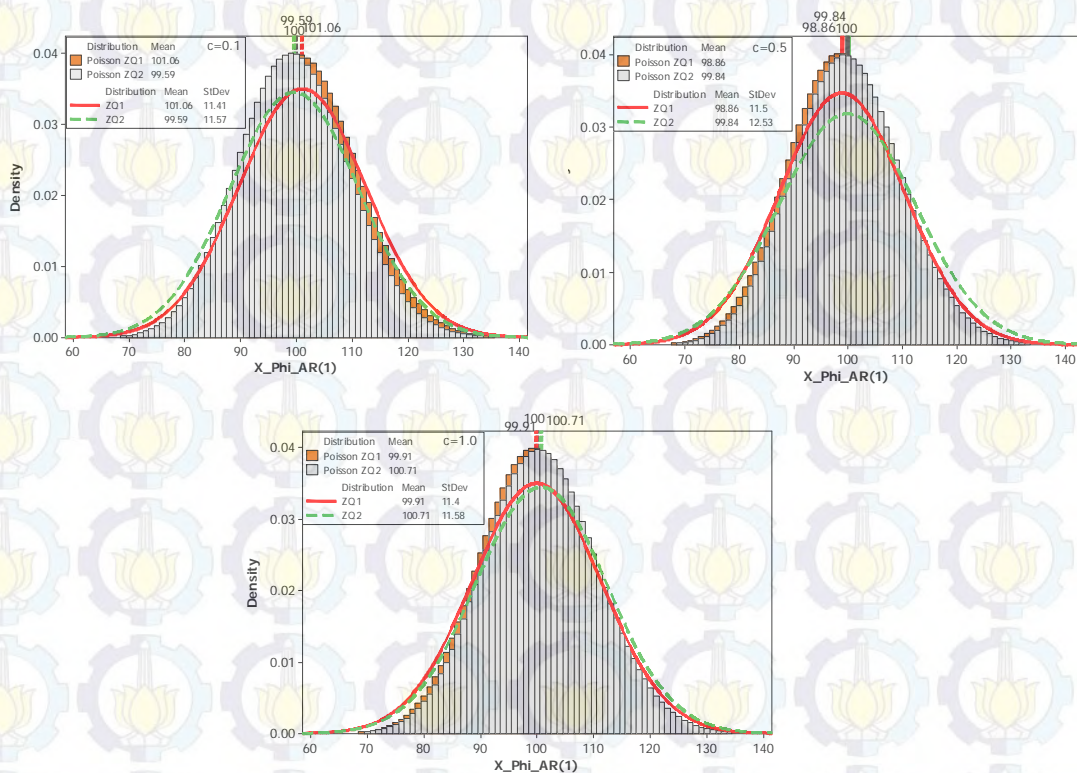 99.59
100 101.06
Distribution Mean c=0.1
Poisson ZQ1 101.06
Poisson ZQ2 99.59
Distribution Mean StDev
ZQ1 101.06 11.41
ZQ2 99.59 11.57
Density
0.04
0.03
0.02
0.01
0.00
60 70 80 90 100 110 120 130 140
X_Phi_AR(1)
99.84
98.86 100
Distribution Mean c=0.5
Poisson ZQ1 98.86
Poisson ZQ2 99.84
Distribution Mean StDev
ZQ1 98.86 11.5
ZQ2 99.84 12.53
0.04
0.03
0.02
0.01
0.00
60 70 80 90 100 110 120 130 140
X_Phi_AR(1)
100 100.71
99.91
Distribution Mean c=1.0
Poisson ZQ1 99.91
Poisson ZQ2 100.71
Distribution Mean StDev
ZQ1 99.91 11.4
ZQ2 100.71 11.58
Density
0.04
0.03
0.02
0.01
0.00
60 70 80 90 100 110 120 130 140
X_Phi_AR(1)